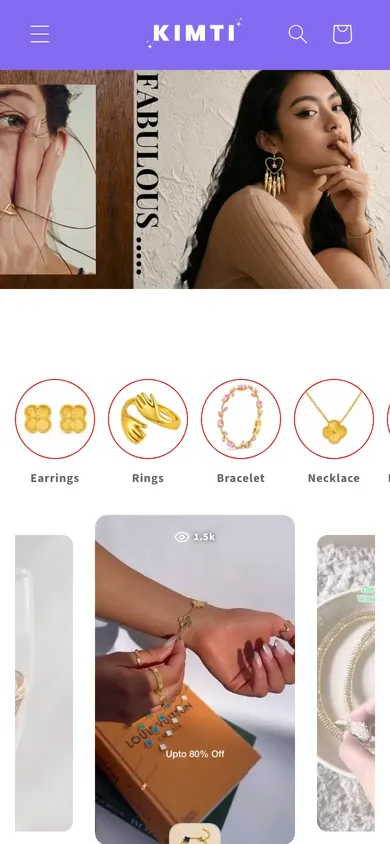 KIMTI
FABULOUS .....
Earrings
Rings
Bracelet
Necklace
1.5k
LOUIS VUITTON
Upto 80% Off